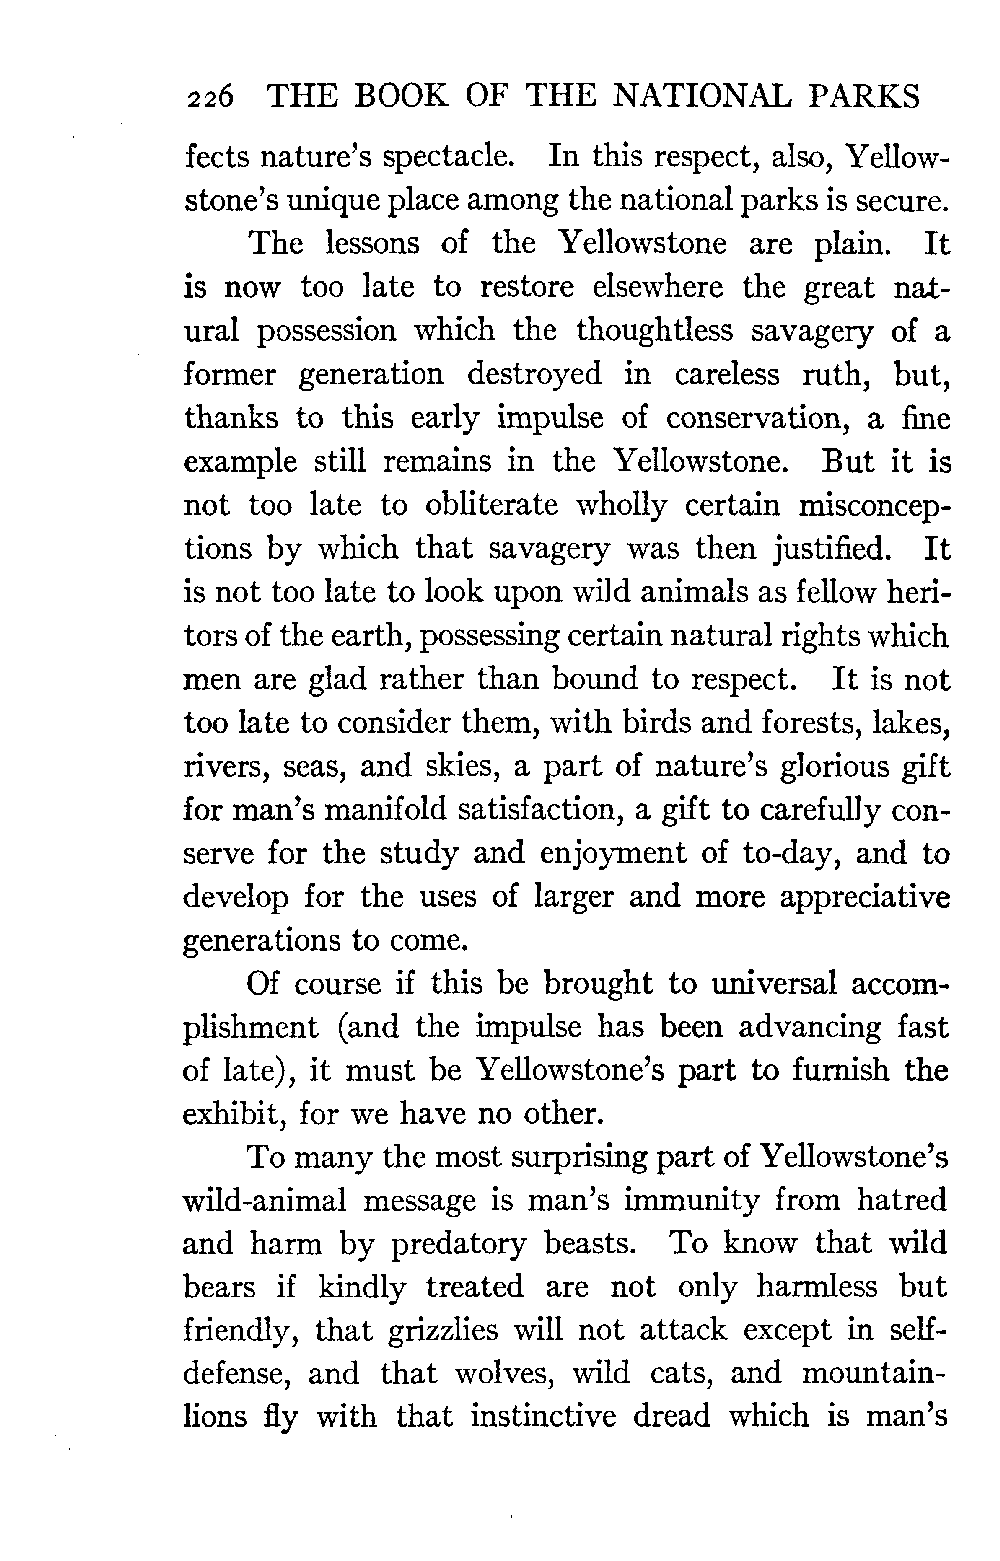 226 THE BOOK OF THE NATIONAL PARKS
fects nature's spectacle. In this respect, also, Yellow-
stone's unique place among the national parks is secure.
The lessons of the Yellowstone are plain. It
is now too late to restore elsewhere the great nat-
ural possession which the thoughtless savagery of a
former generation destroyed in careless ruth, but,
thanks to this early impulse of conservation, a fine
example still remains in the Yellowstone. But it is
not too late to obliterate wholly certain misconcep-
tions by which that savagery was then justified. It
is not too late to look upon wild animals as fellow heri-
tors of the earth, possessing certain natural rights which
men are glad rather than bound to respect. It is not
too late to consider them, with birds and forests, lakes,
rivers, seas, and skies, a part of nature's glorious gift
for man's manifold satisfaction, a gift to carefully con-
serve for the study and enjoyment of to-day, and to
develop for the uses of larger and more appreciative
generations to come.
Of course if this be brought to universal accom-
plishment (and the impulse has been advancing fast
of late), it must be Yellowstone's part to furnish the
exhibit, for we have no other.
To many the most surprising part of Yellowstone's
wild-animal message is man's immunity from hatred
and harm by predatory beasts. To know that wild
bears if kindly treated are not only harmless but
friendly, that grizzlies will not attack except in self-
defense, and that wolves, wild cats, and mountain-
lions fly with that instinctive dread which is man's